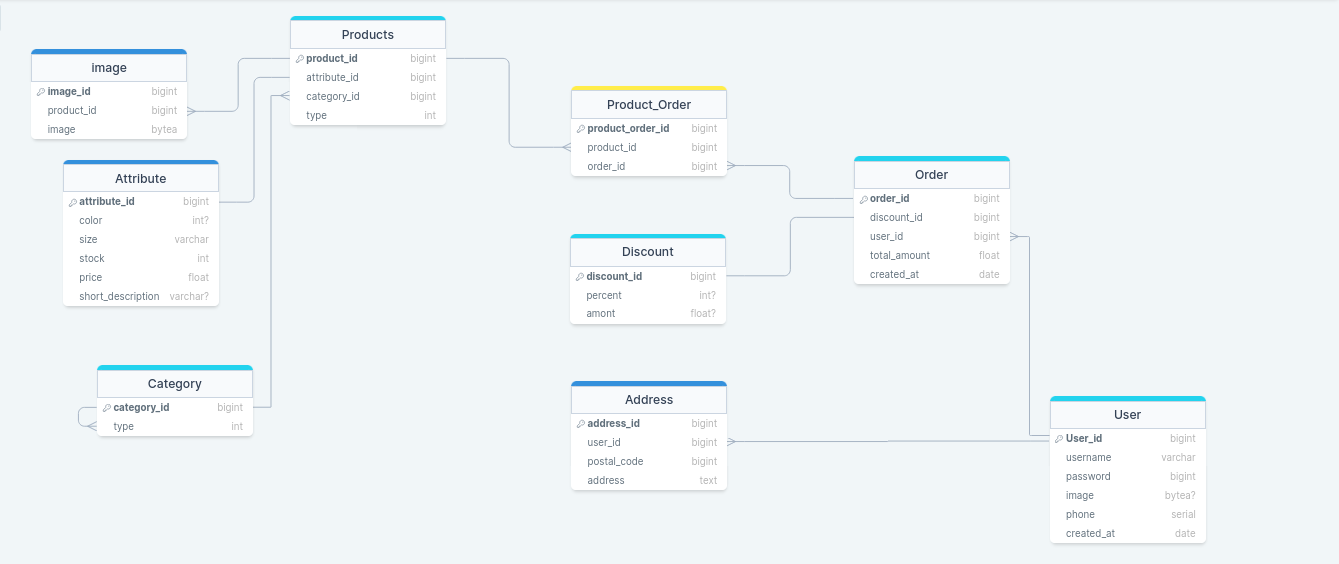 Products
product_id bigint
attribute_id bigint
category_id bigint
type int
image
image_id bigint
product_id bigint
image bytea
Attribute
attribute_id bigint
color int?
size varchar
stock int
price float
short_description varchar?
Category
category_id bigint
type int
Product_Order
product_order_id bigint
product_id bigint
order_id bigint
Discount
discount_id bigint
percent int?
amont float?
Address
address_id bigint
user_id bigint
postal_code bigint
address text
Order
order_id bigint
discount_id bigint
user_id bigint
total_amount float
created_at date
User
User_id bigint
username varchar
password bigint
image bytea?
phone serial
created_at date